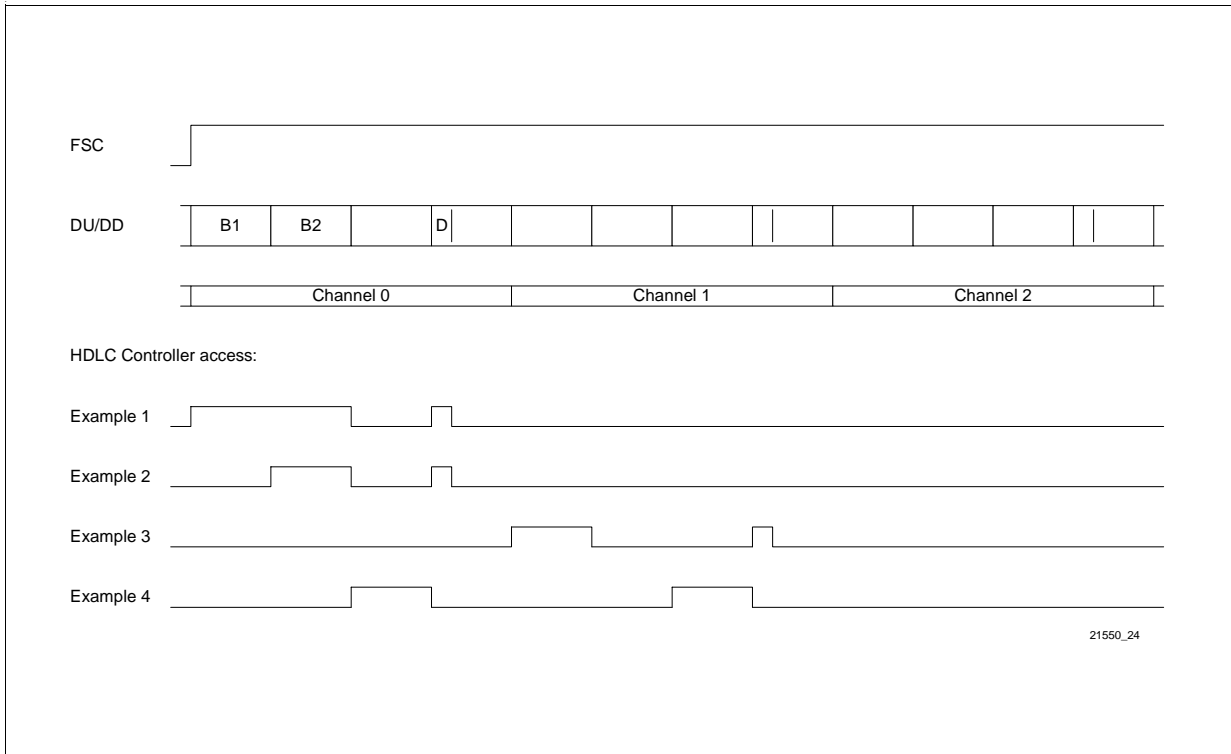 FSC
DU/DD B1 B2 D
Channel 0 Channel 1 Channel 2
HDLC Controller access:
Example 1
Example 2
Example 3
Example 4
21550_24